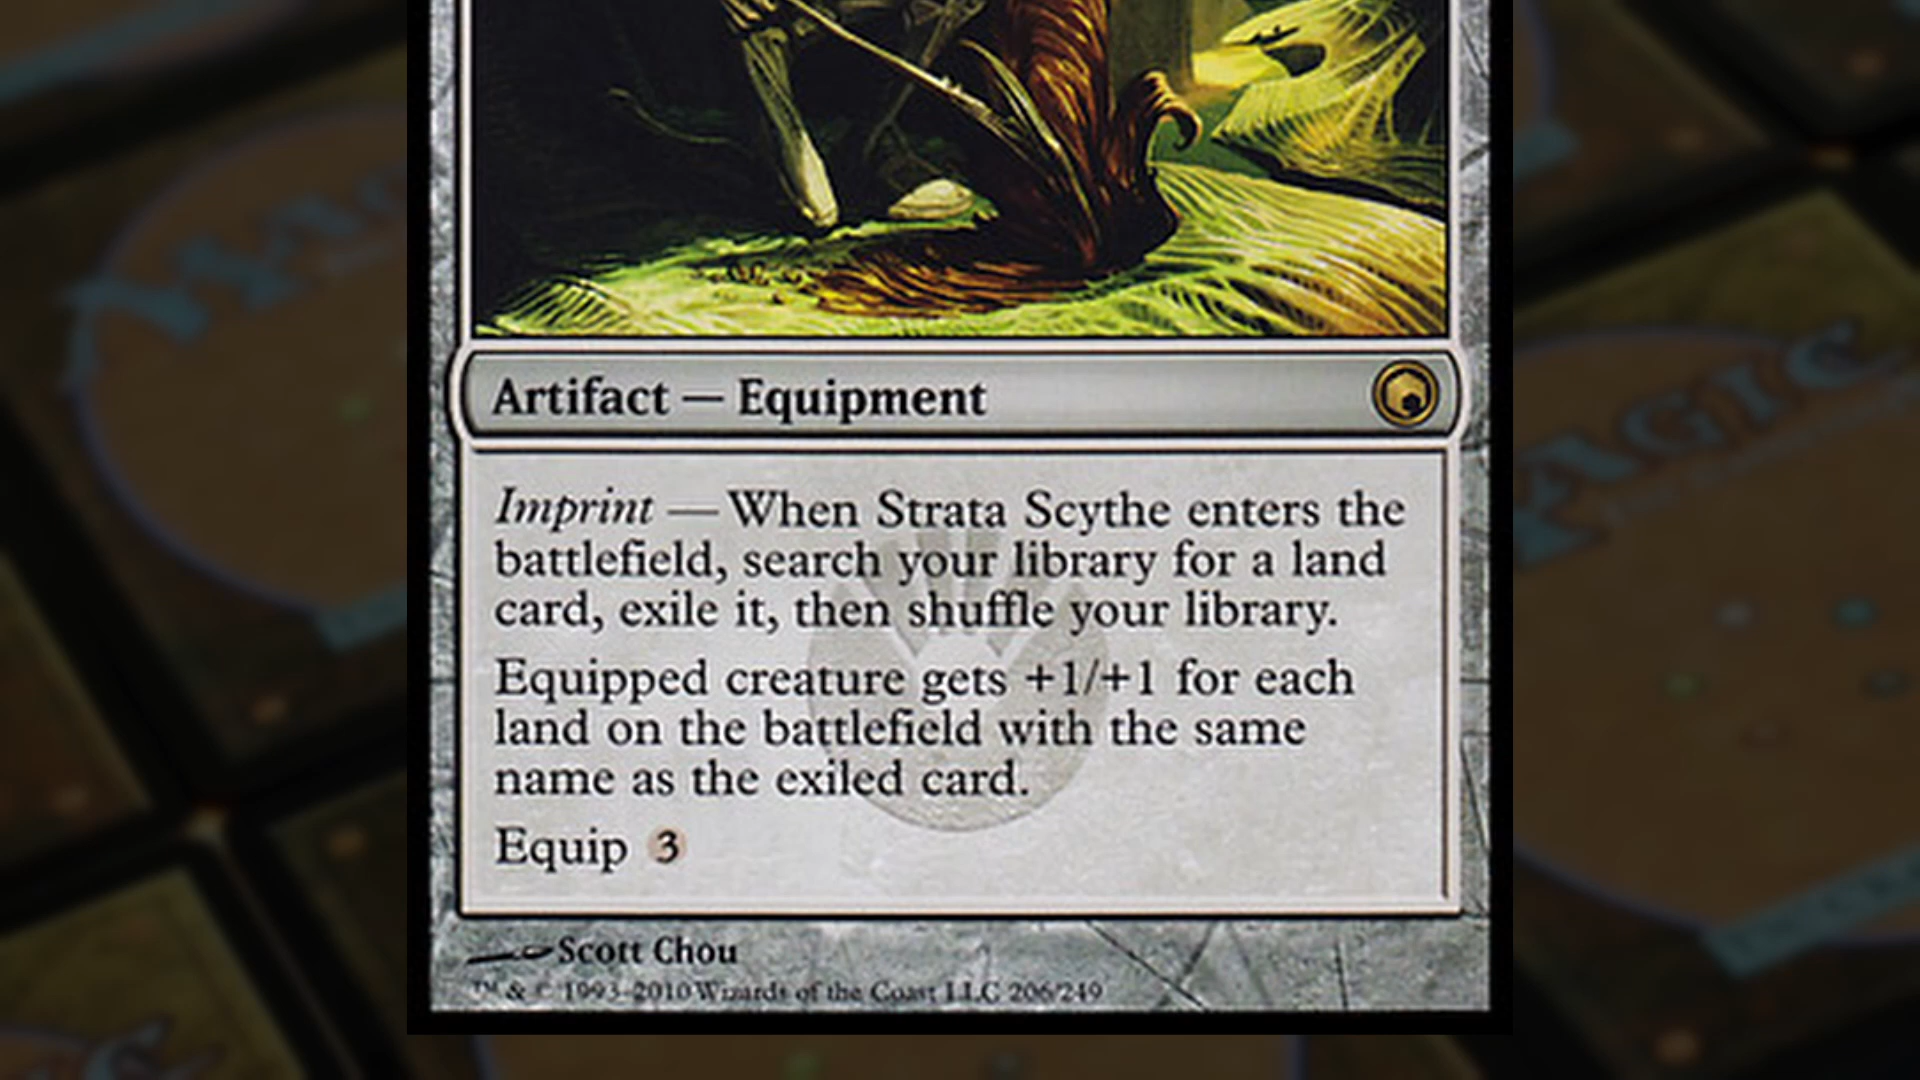 Artifact — Equipment
Imprint — When Strata Scythe enters the
battlefield, search your library for a land
card, exile it, then shuffle your library.
Equipped creature gets +1/+1 for each
land on the battlefield with the same
name as the exiled card.
Equip 3
Scott Chou
™ & © 1993-2010 Wizards of the Coast LLC 206/249
MAGIC